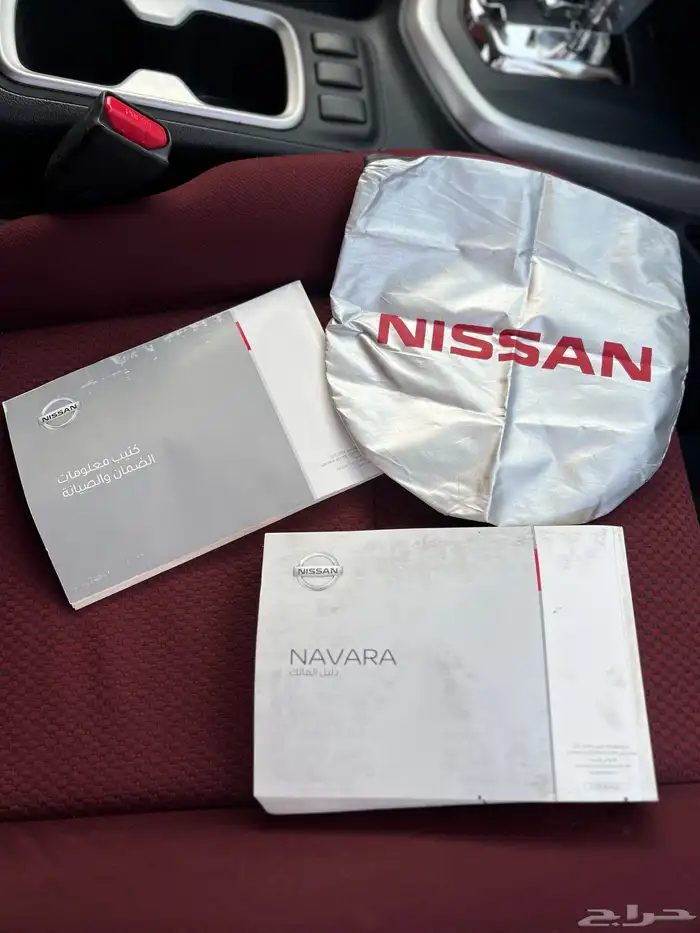 NISSAN
NISSAN
كتيب معلومات
الضمان والصيانة
NISSAN
NAVARA
دليل المالك
حراج